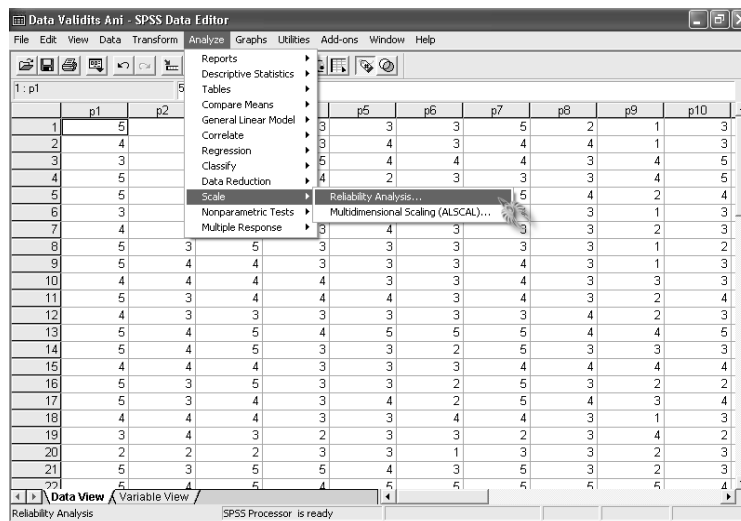 Data Validits Ani - SPSS Data Editor
File Edit View Data Transform Analyze Graphs Utilities Add-ons Window Help
1 : p1 5
p1 p2 p5 p6 p7 p8 p9 p10
Reports
Descriptive Statistics
Tables
Compare Means
General Linear Model
Correlate
Regression
Classify
Data Reduction
Scale
Nonparametric Tests
Multiple Response
Reliability Analysis...
Multidimensional Scaling (ALSCAL)...
1 5 3 3 3 5 2 1 3
2 4 3 4 3 4 3 1 3
3 3 5 4 4 4 3 4 5
4 5 4 2 3 3 3 4 5
5 5 5 4 2 4
6 3 3 1 3
7 4 3 4 3 3 3 2 3
8 5 3 5 3 3 3 3 3 1 2
9 5 4 4 3 3 3 4 3 1 3
10 4 4 4 4 3 3 4 3 3 3
11 5 3 4 4 4 3 4 3 2 4
12 4 3 3 3 3 3 3 4 2 3
13 5 4 5 4 5 5 5 4 4 5
14 5 4 5 3 3 2 5 3 3 3
15 4 4 4 3 3 3 4 4 4 4
16 5 3 5 3 3 2 5 3 2 2
17 5 3 4 3 4 2 5 4 3 4
18 4 4 4 3 3 4 4 3 1 3
19 3 4 3 2 3 3 2 3 4 2
20 2 2 2 3 3 1 3 3 2 3
21 5 3 5 5 4 3 5 3 2 3
22 5 4 5 4 5 5 5 5 5 4
Data View Variable View
Reliability Analysis SPSS Processor is ready